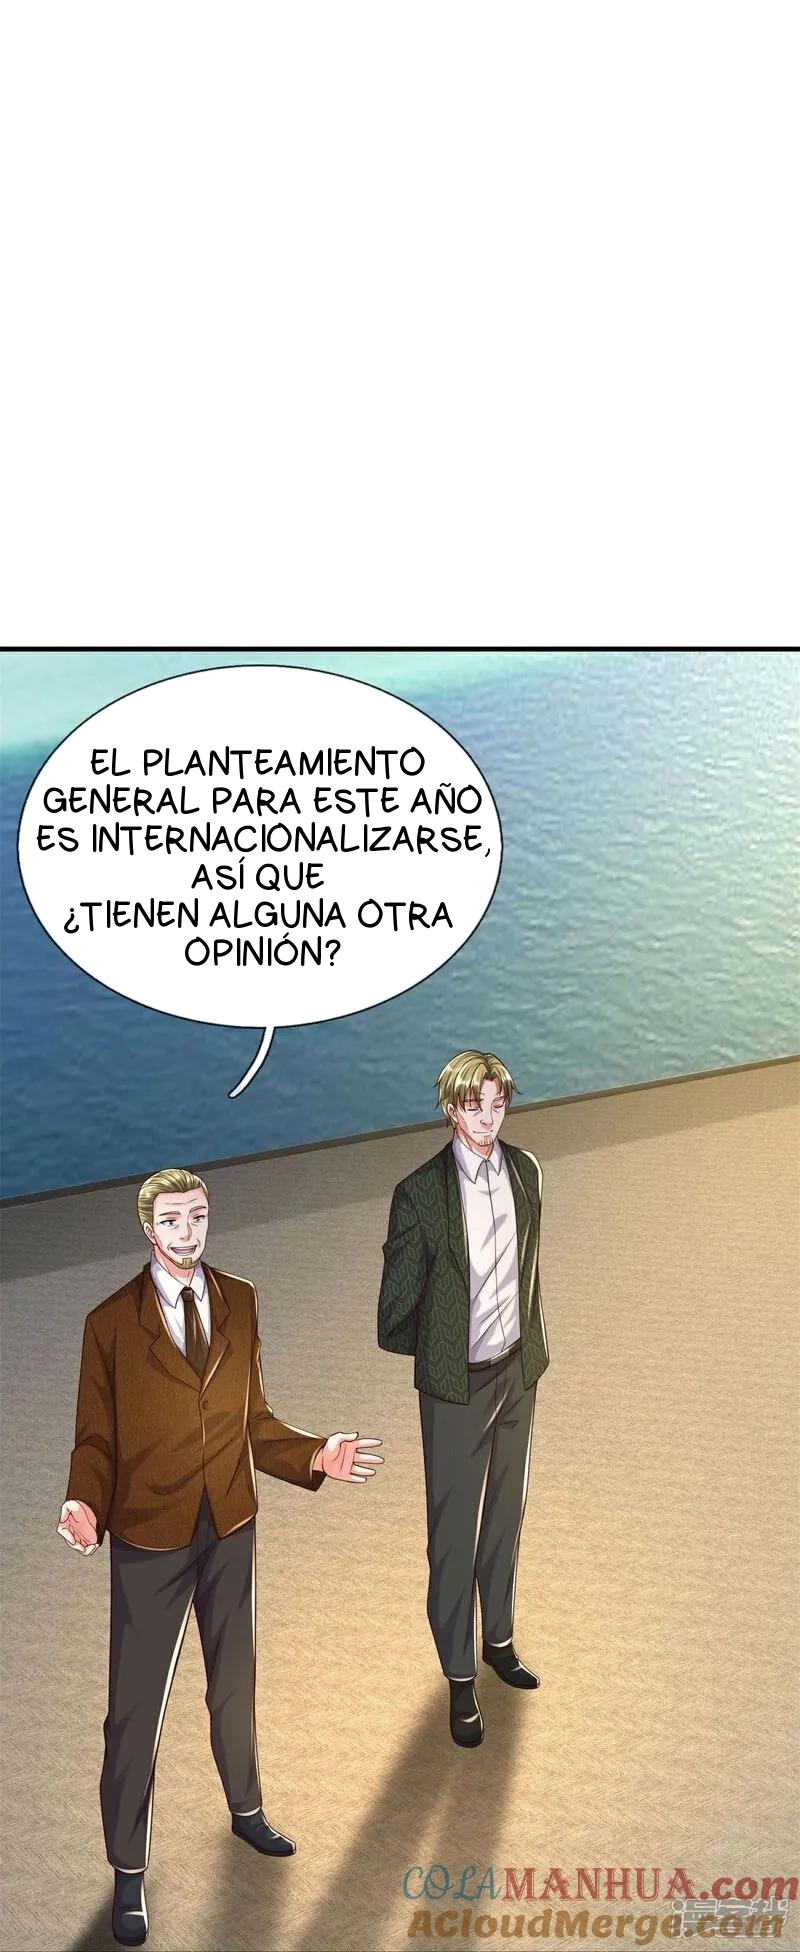 EL PLANTEAMIENTO
GENERAL PARA ESTE AÑO
ES INTERNACIONALIZARSE,
ASÍ QUE
¿TIENEN ALGUNA OTRA
OPINIÓN?
COLAMANHUA.com
AcloudMerge.com